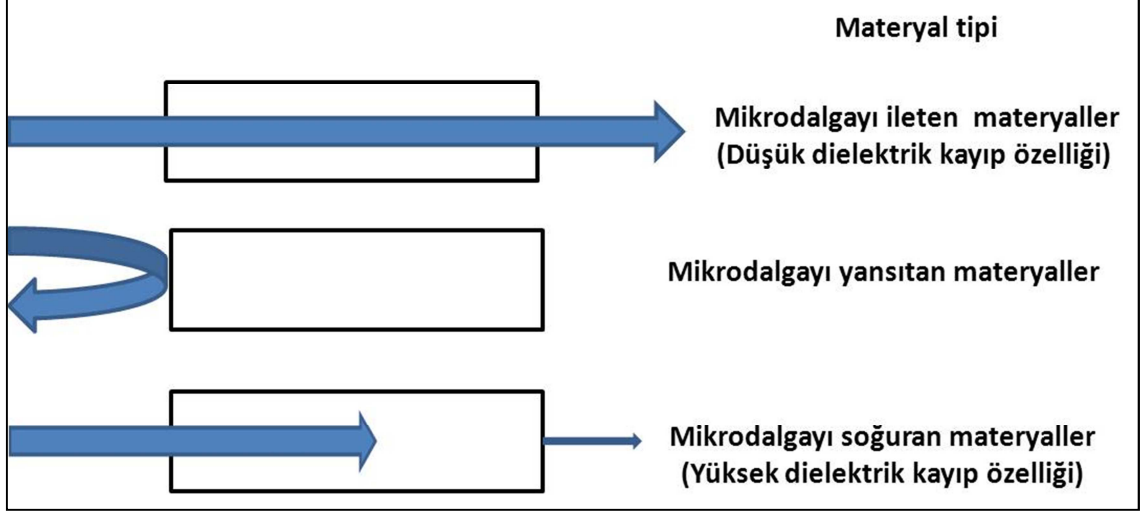 Materyal tipi
Mikrodalgayı ileten materyaller
(Düşük dielektrik kayıp özelliği)
Mikrodalgayı yansıtan materyaller
Mikrodalgayı soğuran materyaller
(Yüksek dielektrik kayıp özelliği)